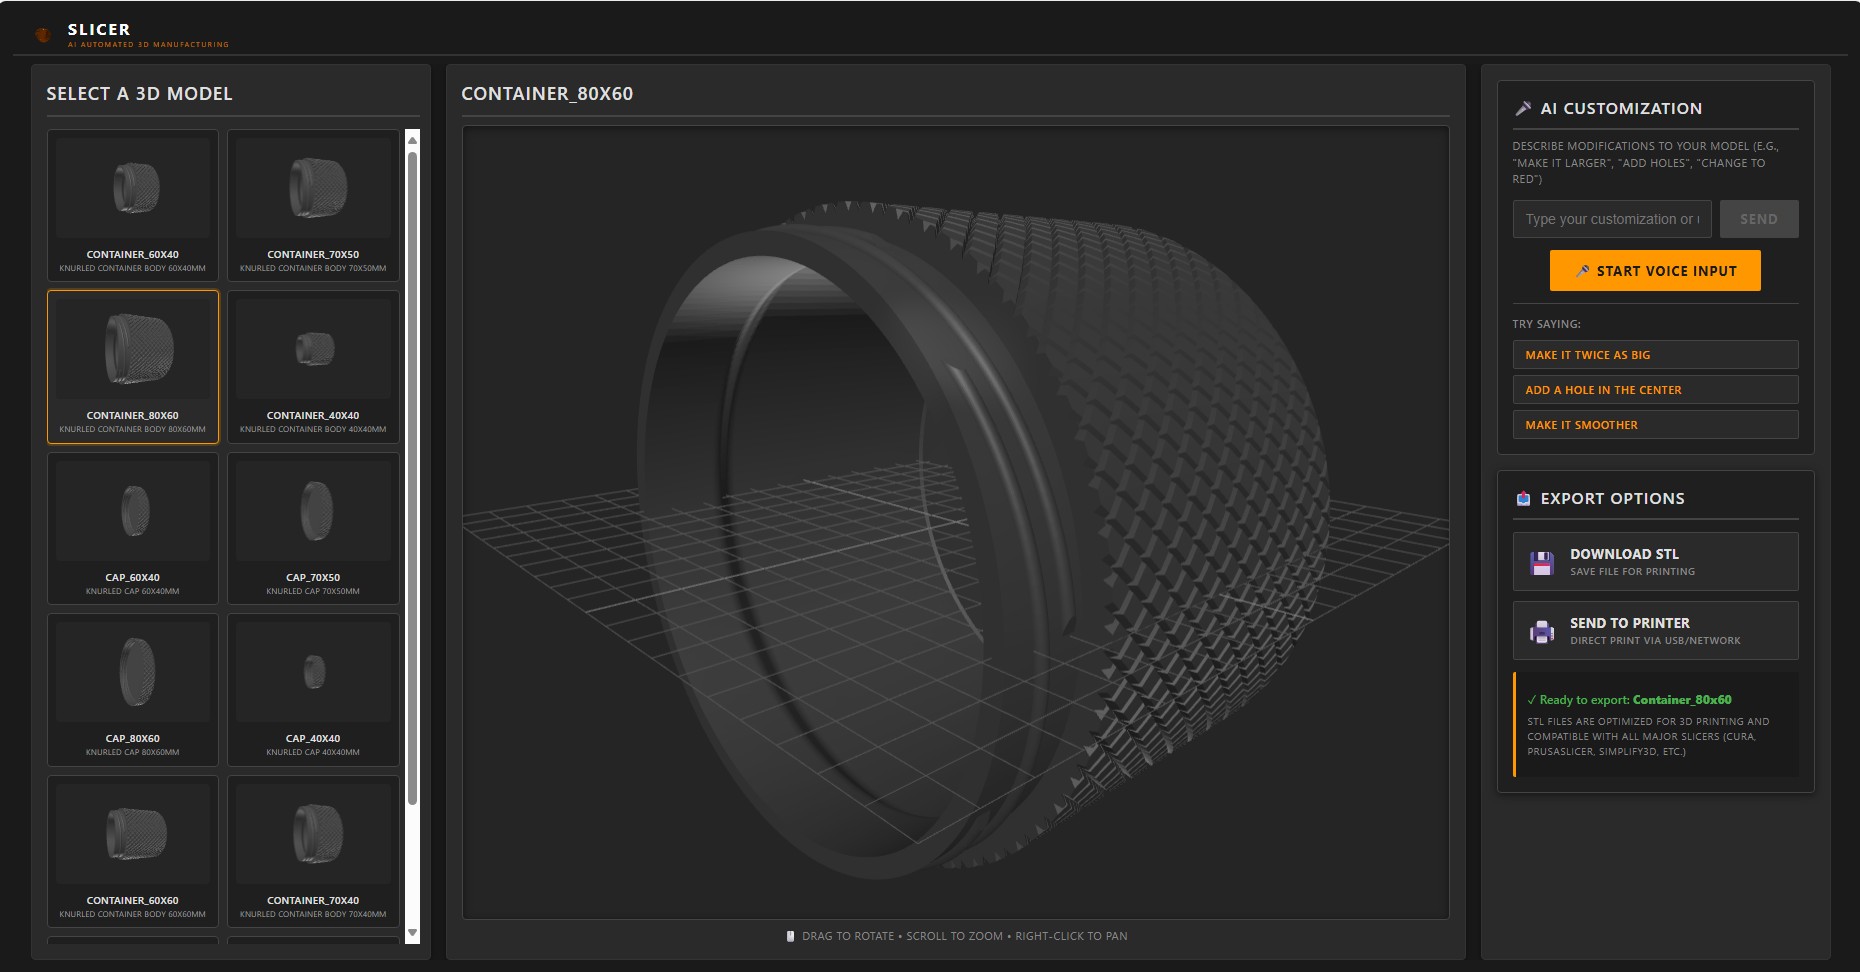 SLICER
AI AUTOMATED 3D MANUFACTURING
SELECT A 3D MODEL
CONTAINER_60X40
KNURLED CONTAINER BODY 60X40MM
CONTAINER_70X50
KNURLED CONTAINER BODY 70X50MM
CONTAINER_80X60
KNURLED CONTAINER BODY 80X60MM
CONTAINER_40X40
KNURLED CONTAINER BODY 40X40MM
CAP_60X40
KNURLED CAP 60X40MM
CAP_70X50
KNURLED CAP 70X50MM
CAP_80X60
KNURLED CAP 80X60MM
CAP_40X40
KNURLED CAP 40X40MM
CONTAINER_60X60
KNURLED CONTAINER BODY 60X60MM
CONTAINER_70X40
KNURLED CONTAINER BODY 70X40MM
CONTAINER_80X60
DRAG TO ROTATE • SCROLL TO ZOOM • RIGHT-CLICK TO PAN
AI CUSTOMIZATION
DESCRIBE MODIFICATIONS TO YOUR MODEL (E.G.,
"MAKE IT LARGER", "ADD HOLES", "CHANGE TO
RED")
Type your customization or
SEND
START VOICE INPUT
TRY SAYING:
MAKE IT TWICE AS BIG
ADD A HOLE IN THE CENTER
MAKE IT SMOOTHER
EXPORT OPTIONS
DOWNLOAD STL
SAVE FILE FOR PRINTING
SEND TO PRINTER
DIRECT PRINT VIA USB/NETWORK
✓ Ready to export: Container_80x60
STL FILES ARE OPTIMIZED FOR 3D PRINTING AND
COMPATIBLE WITH ALL MAJOR SLICERS (CURA,
PRUSASLICER, SIMPLIFY3D, ETC.)